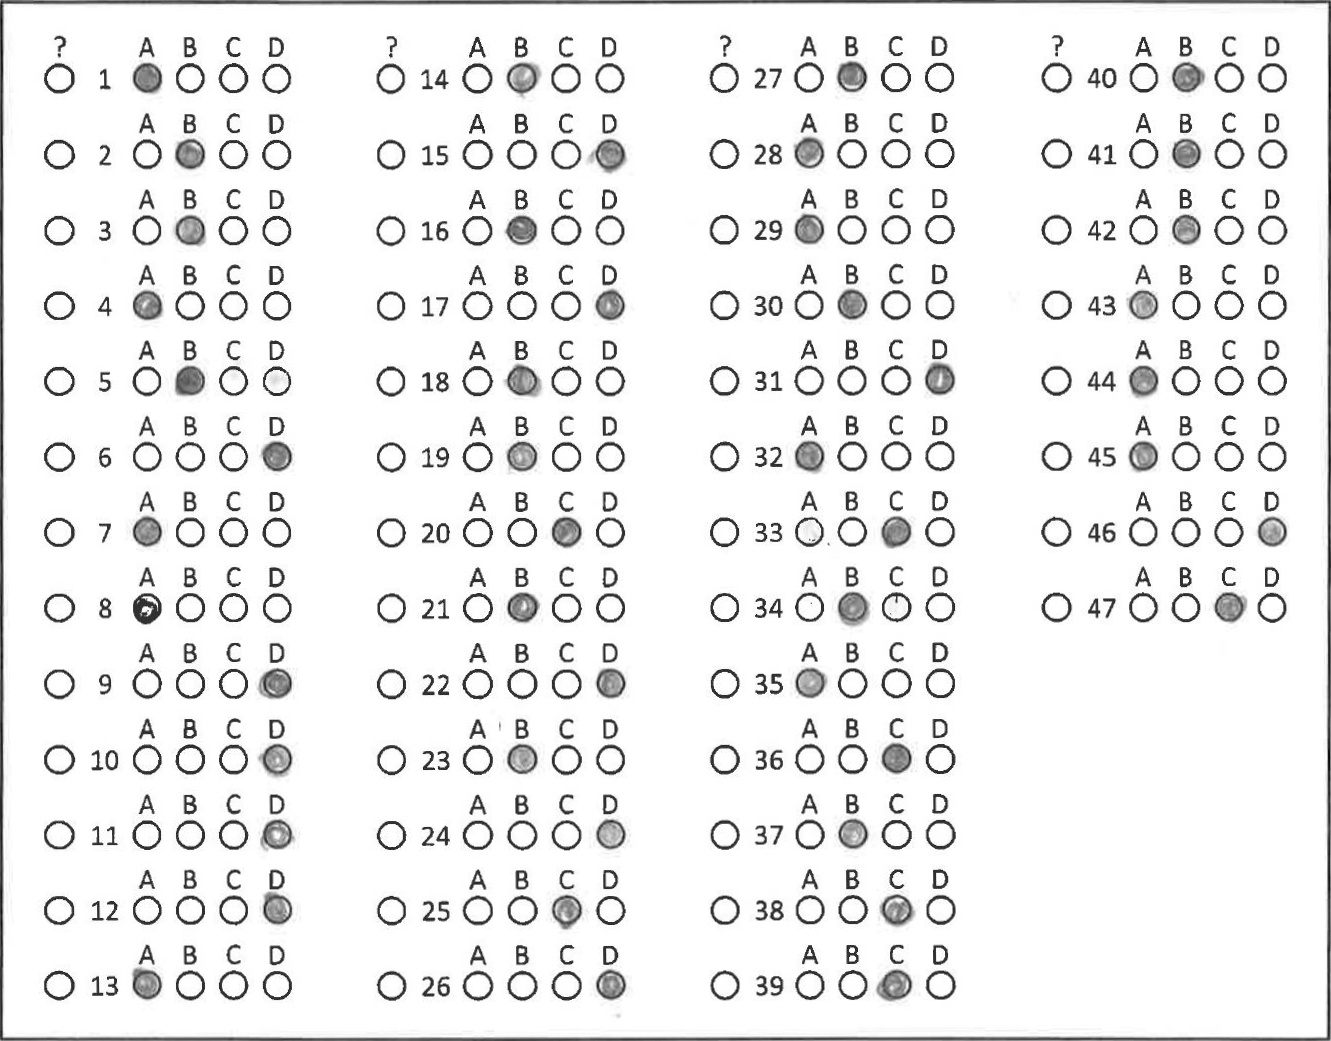 ? A B C D
1
A B C D
2
A B C D
3
A B C D
4
A B C D
5
A B C D
6
A B C D
7
A B C D
8
A B C D
9
A B C D
10
A B C D
11
A B C D
12
A B C D
13
? A B C D
14
A B C D
15
A B C D
16
A B C D
17
A B C D
18
A B C D
19
A B C D
20
A B C D
21
A B C D
22
A B C D
23
A B C D
24
A B C D
25
A B C D
26
? A B C D
27
A B C D
28
A B C D
29
A B C D
30
A B C D
31
A B C D
32
A B C D
33
A B C D
34
A B C D
35
A B C D
36
A B C D
37
A B C D
38
A B C D
39
? A B C D
40
A B C D
41
A B C D
42
A B C D
43
A B C D
44
A B C D
45
A B C D
46
A B C D
47